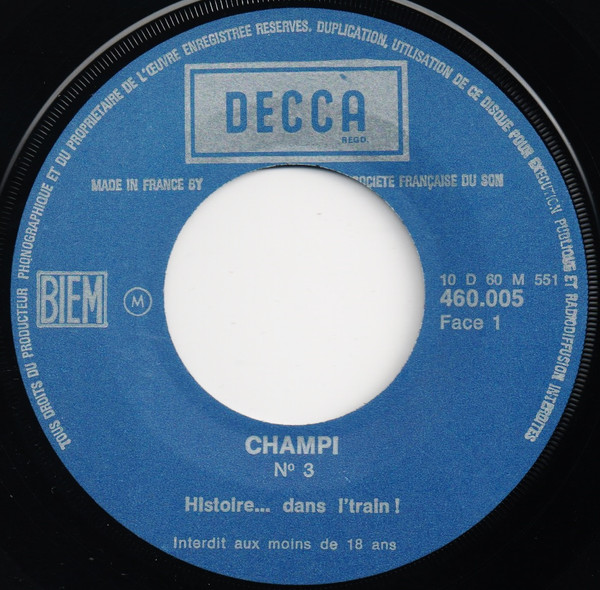 TOUS DROITS DU PRODUCTEUR PHONOGRAPHIQUE ET DU PROPRIETAIRE DE L'ŒUVRE ENREGISTREE RESERVES. DUPLICATION, UTILISATION DE CE DISQUE POUR EXECUTION PUBLIQUE ET RADIODIFFUSION INTERDITES
DECCA
REGD.
MADE IN FRANCE BY SOCIETE FRANÇAISE DU SON
BIEM
M
10 D 60 M 551
460.005
Face 1
CHAMPI
Nº 3
Histoire... dans l'train !
Interdit aux moins de 18 ans